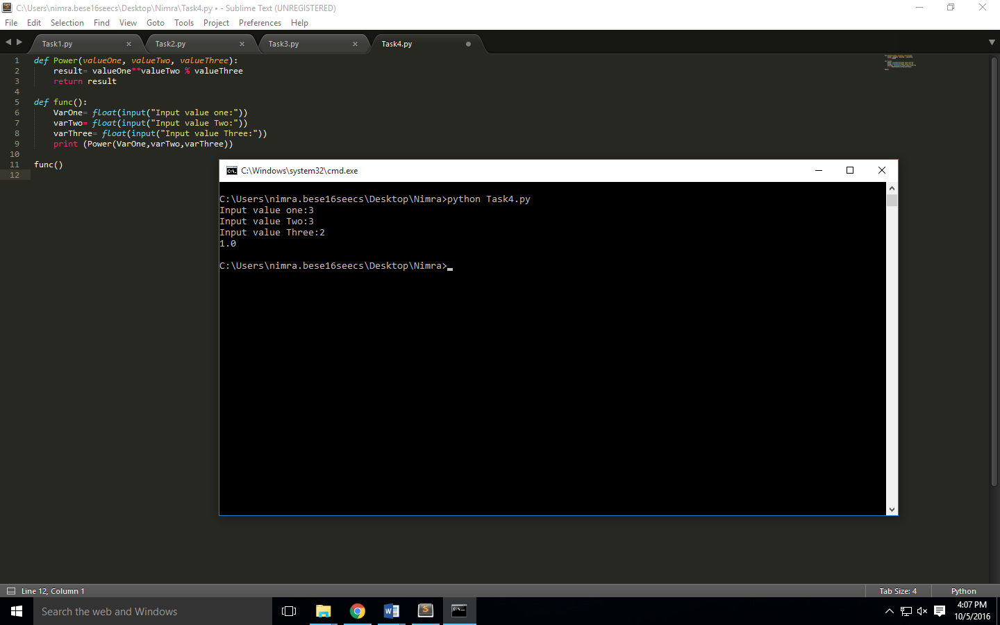 C:\Users\nimra.bese16seecs\Desktop\Nimra\Task4.py • - Sublime Text (UNREGISTERED)
File Edit Selection Find View Goto Tools Project Preferences Help
Task1.py × Task2.py × Task3.py × Task4.py
1 def Power(valueOne, valueTwo, valueThree):
2     result= valueOne**valueTwo % valueThree
3     return result
4
5 def func():
6     VarOne= float(input("Input value one:"))
7     varTwo= float(input("Input value Two:"))
8     varThree= float(input("Input value Three:"))
9     print (Power(VarOne,varTwo,varThree))
10
11 func()
12
C:\Windows\system32\cmd.exe
C:\Users\nimra.bese16seecs\Desktop\Nimra>python Task4.py
Input value one:3
Input value Two:3
Input value Three:2
1.0
C:\Users\nimra.bese16seecs\Desktop\Nimra>
Line 12, Column 1 Tab Size: 4 Python
Search the web and Windows
4:07 PM
10/5/2016